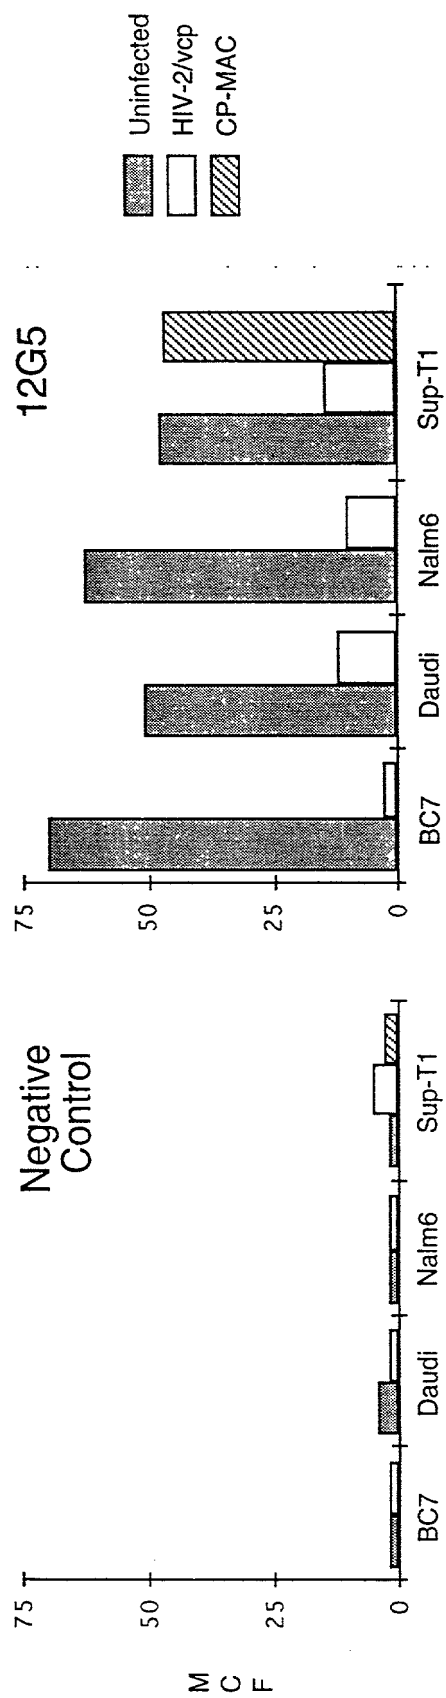 Negative
Control
M
C
F
75
50
25
0
BC7
Daudi
Nalm6
Sup-T1
12G5
75
50
25
0
BC7
Daudi
Nalm6
Sup-T1
Uninfected
HIV-2/vcp
CP-MAC